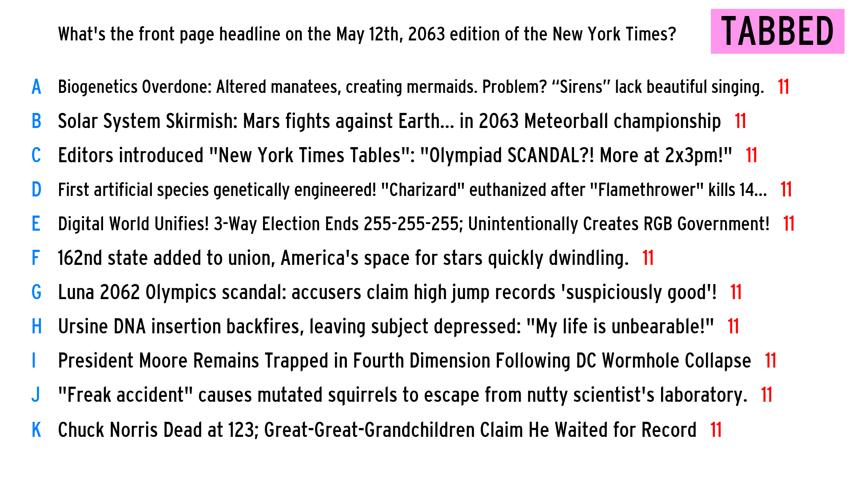 What's the front page headline on the May 12th, 2063 edition of the New York Times? TABBED
A Biogenetics Overdone: Altered manatees, creating mermaids. Problem? “Sirens” lack beautiful singing. 11
B Solar System Skirmish: Mars fights against Earth... in 2063 Meteorball championship 11
C Editors introduced "New York Times Tables": "Olympiad SCANDAL?! More at 2x3pm!" 11
D First artificial species genetically engineered! "Charizard" euthanized after "Flamethrower" kills 14... 11
E Digital World Unifies! 3-Way Election Ends 255-255-255; Unintentionally Creates RGB Government! 11
F 162nd state added to union, America's space for stars quickly dwindling. 11
G Luna 2062 Olympics scandal: accusers claim high jump records 'suspiciously good'! 11
H Ursine DNA insertion backfires, leaving subject depressed: "My life is unbearable!" 11
I President Moore Remains Trapped in Fourth Dimension Following DC Wormhole Collapse 11
J "Freak accident" causes mutated squirrels to escape from nutty scientist's laboratory. 11
K Chuck Norris Dead at 123; Great-Great-Grandchildren Claim He Waited for Record 11